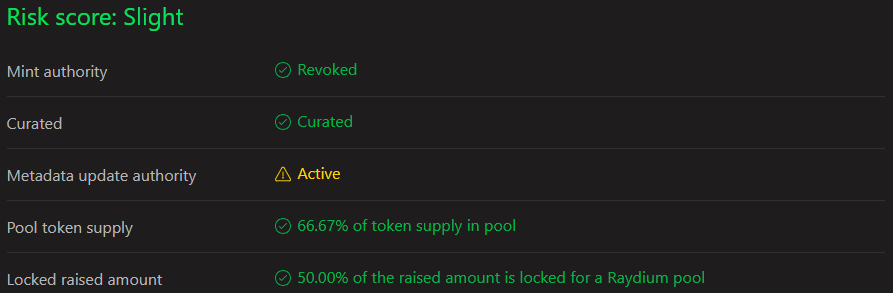 Risk score: Slight
Mint authority Revoked
Curated Curated
Metadata update authority Active
Pool token supply 66.67% of token supply in pool
Locked raised amount 50.00% of the raised amount is locked for a Raydium pool